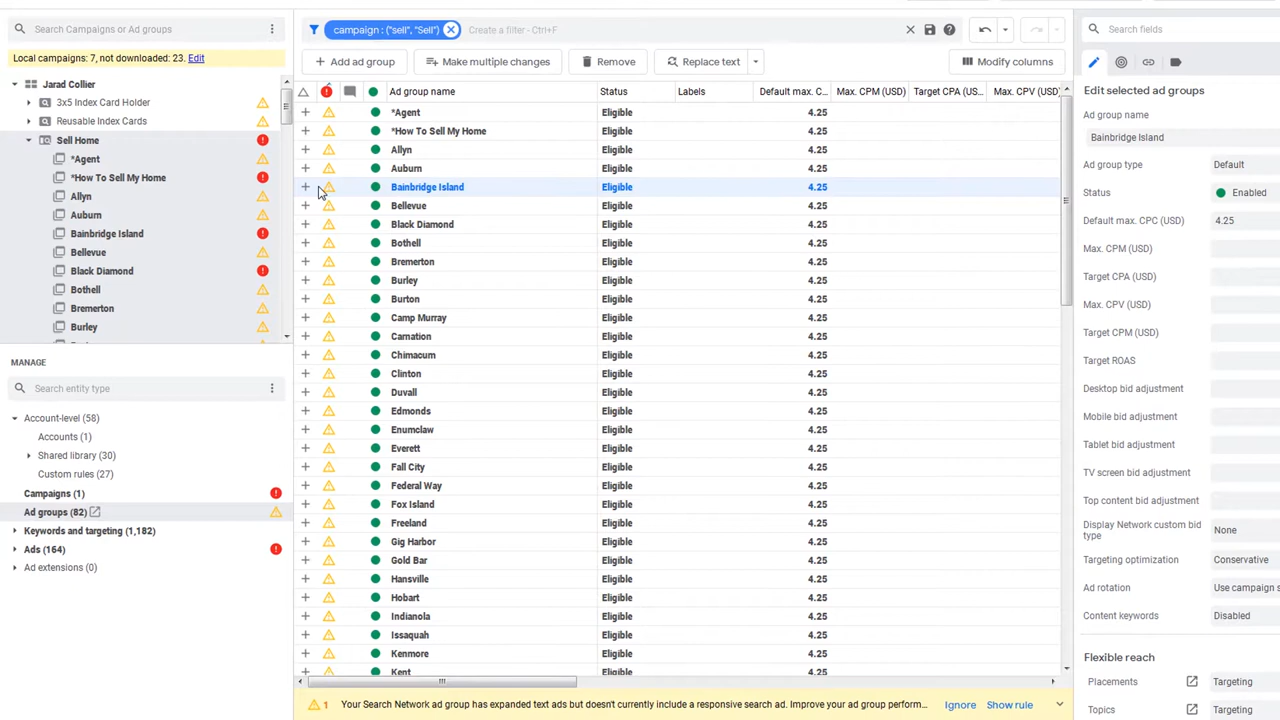 Search Campaigns or Ad groups
Local campaigns: 7, not downloaded: 23. Edit
Jarad Collier
3x5 Index Card Holder
Reusable Index Cards
Sell Home
*Agent
*How To Sell My Home
Allyn
Auburn
Bainbridge Island
Bellevue
Black Diamond
Bothell
Bremerton
Burley
MANAGE
Search entity type
Account-level (58)
Accounts (1)
Shared library (30)
Custom rules (27)
Campaigns (1)
Ad groups (82)
Keywords and targeting (1,182)
Ads (164)
Ad extensions (0)
campaign : ("sell", "Sell")
Create a filter - Ctrl+F
Add ad group
Make multiple changes
Remove
Replace text
Modify columns
Ad group name Status Labels Default max. C... Max. CPM (USD) Target CPA (US... Max. CPV (USD)
*Agent Eligible 4.25
*How To Sell My Home Eligible 4.25
Allyn Eligible 4.25
Auburn Eligible 4.25
Bainbridge Island Eligible 4.25
Bellevue Eligible 4.25
Black Diamond Eligible 4.25
Bothell Eligible 4.25
Bremerton Eligible 4.25
Burley Eligible 4.25
Burton Eligible 4.25
Camp Murray Eligible 4.25
Carnation Eligible 4.25
Chimacum Eligible 4.25
Clinton Eligible 4.25
Duvall Eligible 4.25
Edmonds Eligible 4.25
Enumclaw Eligible 4.25
Everett Eligible 4.25
Fall City Eligible 4.25
Federal Way Eligible 4.25
Fox Island Eligible 4.25
Freeland Eligible 4.25
Gig Harbor Eligible 4.25
Gold Bar Eligible 4.25
Hansville Eligible 4.25
Hobart Eligible 4.25
Indianola Eligible 4.25
Issaquah Eligible 4.25
Kenmore Eligible 4.25
Kent Eligible 4.25
1 Your Search Network ad group has expanded text ads but doesn't currently include a responsive search ad. Improve your ad group perform... Ignore Show rule
Search fields
Edit selected ad groups
Ad group name
Bainbridge Island
Ad group type Default
Status Enabled
Default max. CPC (USD) 4.25
Max. CPM (USD)
Target CPA (USD)
Max. CPV (USD)
Target CPM (USD)
Target ROAS
Desktop bid adjustment
Mobile bid adjustment
Tablet bid adjustment
TV screen bid adjustment
Top content bid adjustment
Display Network custom bid
type None
Targeting optimization Conservative
Ad rotation Use campaign s
Content keywords Disabled
Flexible reach
Placements Targeting
Topics Targeting